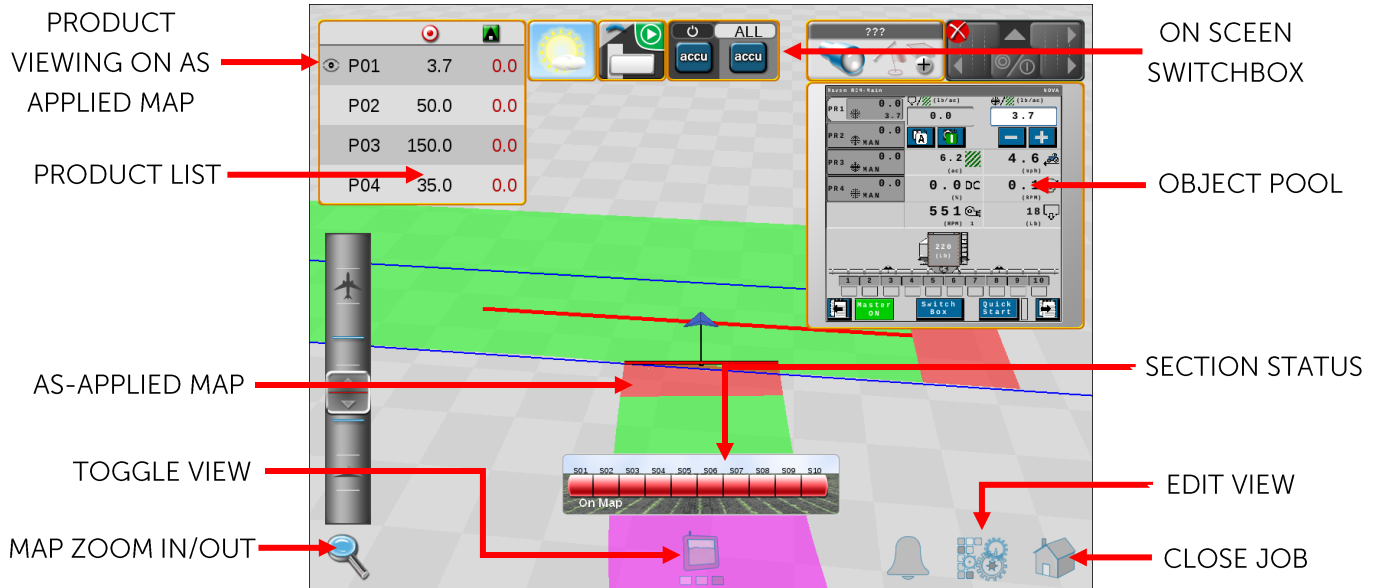 PRODUCT
VIEWING ON AS
APPLIED MAP
PRODUCT LIST
AS-APPLIED MAP
TOGGLE VIEW
MAP ZOOM IN/OUT
P01 3.7 0.0
P02 50.0 0.0
P03 150.0 0.0
P04 35.0 0.0
ALL
accu accu
???
Raven NOVA
PR1 0.0 3.7
(lb/ac) (lb/ac)
0.0 3.7
PR2 0.0 MAN
PR3 0.0 MAN
6.2 (ac) 4.6 (mph)
PR4 0.0 MAN
0.0 DC (%) (RPM)
551 (RPM) 1 18 (Lb)
220
(Lb)
1 2 3 4 5 6 7 8 9 10
Master
ON
Switch
Box
Quick
Start
S01 S02 S03 S04 S05 S06 S07 S08 S09 S10
On Map
ON SCEEN
SWITCHBOX
OBJECT POOL
SECTION STATUS
EDIT VIEW
CLOSE JOB